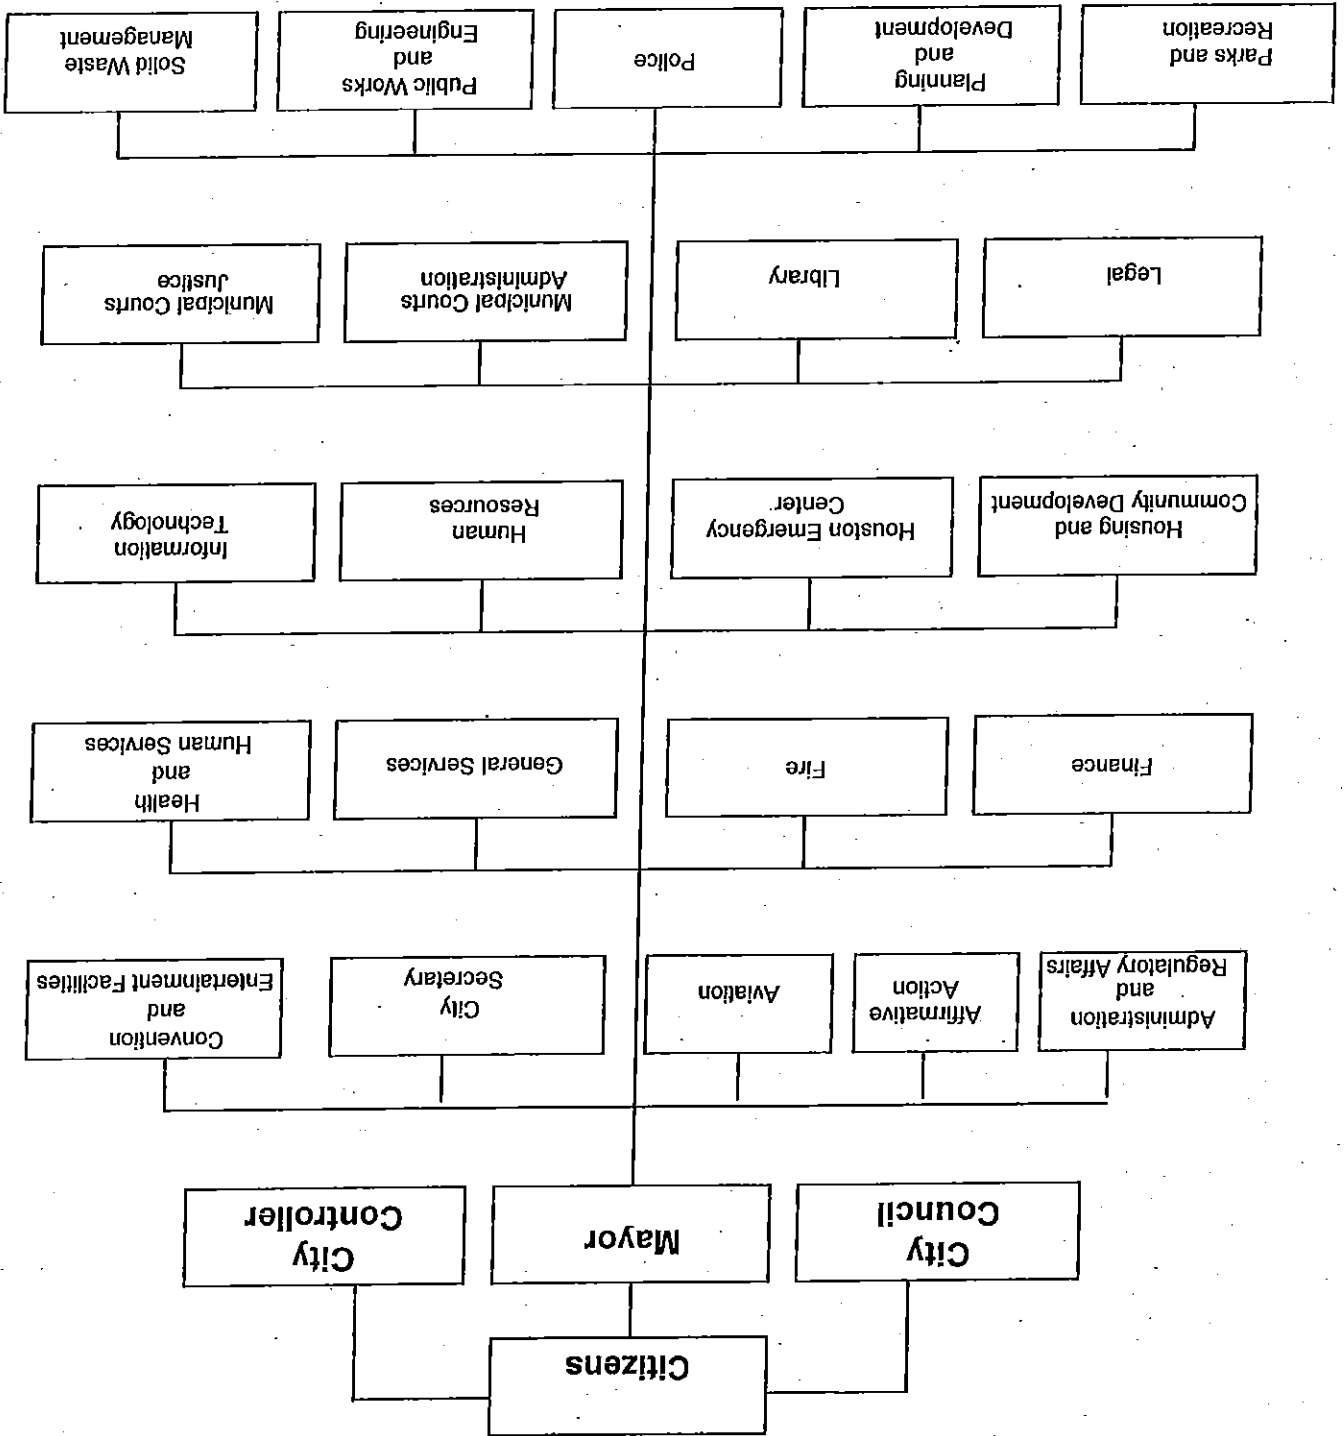 Citizens
City
Council
Mayor
City
Controller
Administration
and
Regulatory Affairs
Affirmative
Action
Aviation
City
Secretary
Convention
and
Entertainment Facilities
Finance
Fire
General Services
Health
and
Human Services
Housing and
Community Development
Houston Emergency
Center
Human
Resources
Information
Technology
Legal
Library
Municipal Courts
Administration
Municipal Courts
Justice
Parks and
Recreation
Planning
and
Development
Police
Public Works
and
Engineering
Solid Waste
Management